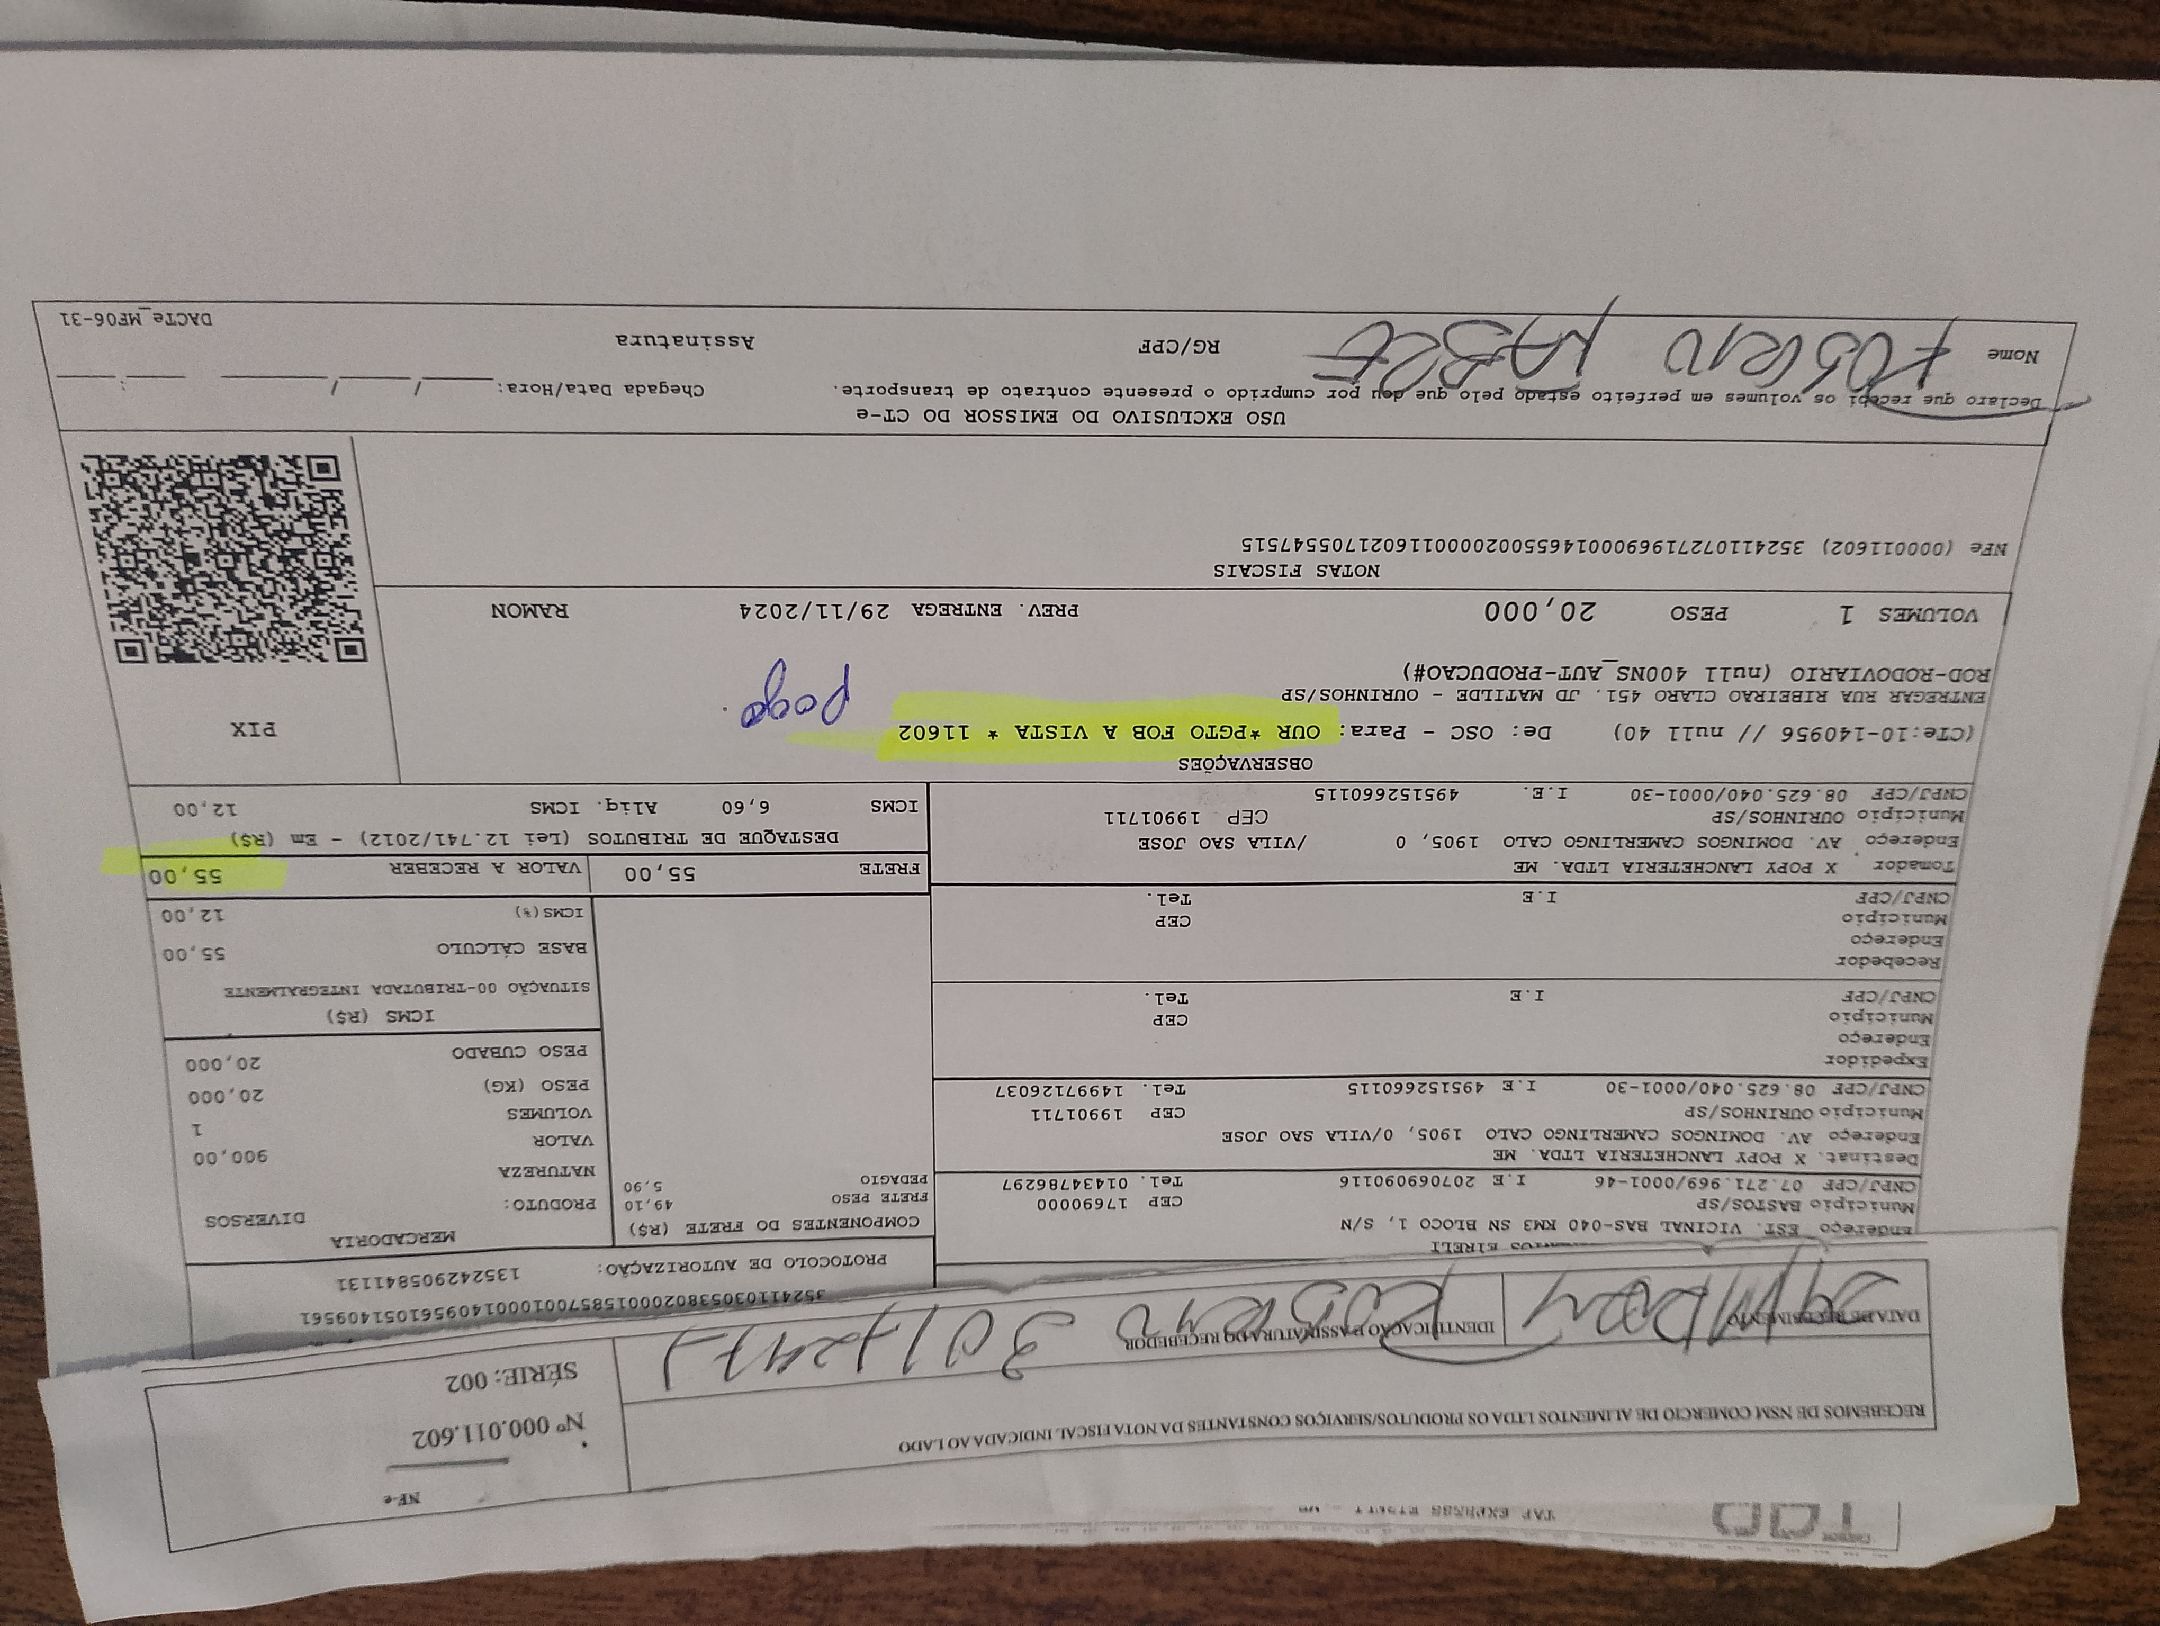 TAF EXPRESS
RECEBEMOS DE NSM COMERCIO DE ALIMENTOS LTDA OS PRODUTOS/SERVIÇOS CONSTANTES DA NOTA FISCAL INDICADA AO LADO
NF-e
Nº 000.011.602
SÉRIE: 002
DATA DE RECEBIMENTO
IDENTIFICAÇÃO E ASSINATURA DO RECEBEDOR
35241103053802000158570010001409561051409561
PROTOCOLO DE AUTORIZAÇÃO: 135242905841131
EIRELI
Endereço EST. VICINAL BAS-040 KM3 SN BLOCO 1, S/N
Município BASTOS/SP CEP 17690000
CNPJ/CPF 07.271.969/0001-46 I.E 207069090116 Tel. 01434786297
Destinat. X POPY LANCHETERIA LTDA. ME
Endereço AV. DOMINGOS CAMERLINGO CALO 1905, 0/VILA SAO JOSE
Município OURINHOS/SP CEP 19901711
CNPJ/CPF 08.625.040/0001-30 I.E 495152660115 Tel. 14997126037
Expedidor
Endereço
Município CEP
CNPJ/CPF I.E Tel.
Recebedor
Endereço
Município CEP
CNPJ/CPF I.E Tel.
Tomador X POPY LANCHETERIA LTDA. ME
Endereço AV. DOMINGOS CAMERLINGO CALO 1905, 0 /VILA SAO JOSE
Município OURINHOS/SP CEP 19901711
CNPJ/CPF 08.625.040/0001-30 I.E. 495152660115
COMPONENTES DO FRETE (R$)
FRETE PESO 49,10
PEDAGIO 5,90
MERCADORIA
PRODUTO: DIVERSOS
NATUREZA
VALOR 900,00
VOLUMES 1
PESO (KG) 20,000
PESO CUBADO 20,000
ICMS (R$)
SITUAÇÃO 00-TRIBUTADA INTEGRALMENTE
BASE CÁLCULO 55,00
ICMS(%) 12,00
FRETE 55,00 VALOR A RECEBER 55,00
DESTAQUE DE TRIBUTOS (Lei 12.741/2012) - Em (R$)
ICMS 6,60 Aliq. ICMS 12,00
OBSERVAÇÕES
(CTe:10-140956 // null 40) De: OSC - Para: OUR *PGTO FOB A VISTA * 11602
pago
ENTREGAR RUA RIBEIRAO CLARO 451. JD MATILDE - OURINHOS/SP
ROD-RODOVIARIO (null 400NS_AUT-PRODUCAO#)
PIX
VOLUMES 1 PESO 20,000 PREV. ENTREGA 29/11/2024 RAMON
NOTAS FISCAIS
NFe (000011602) 35241107271969000146550020000116021705547515
USO EXCLUSIVO DO EMISSOR DO CT-e
Declaro que recebi os volumes em perfeito estado pelo que dou por cumprido o presente contrato de transporte.
Chegada Data/Hora: / / :
Nome RG/CPF Assinatura
DACTe_MF06-31